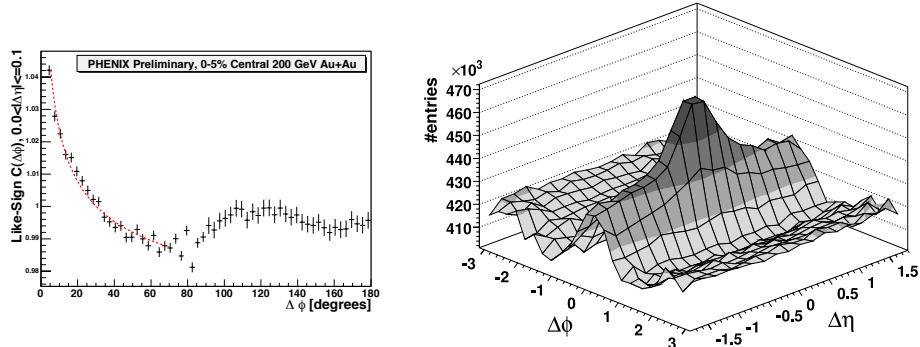 PHENIX Preliminary, 0-5% Central 200 GeV Au+Au
Like-Sign C(Δφ), 0.0<|Δη|<=0.1
1.04
1.03
1.02
1.01
1
0.99
0.98
0 20 40 60 80 100 120 140 160 180
Δ φ [degrees]
×10³
#entries
470
460
450
440
430
420
410
-3 -2 -1 0 1 2 3
Δφ
-1.5 -1 -0.5 0 0.5 1 1.5
Δη